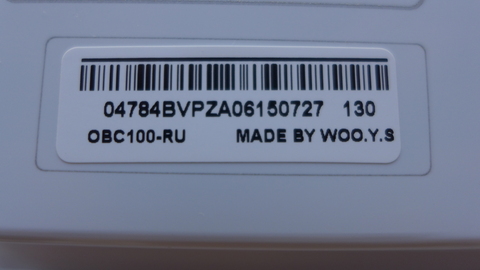 04784BVPZA06150727 130
OBC100-RU MADE BY WOO.Y.S